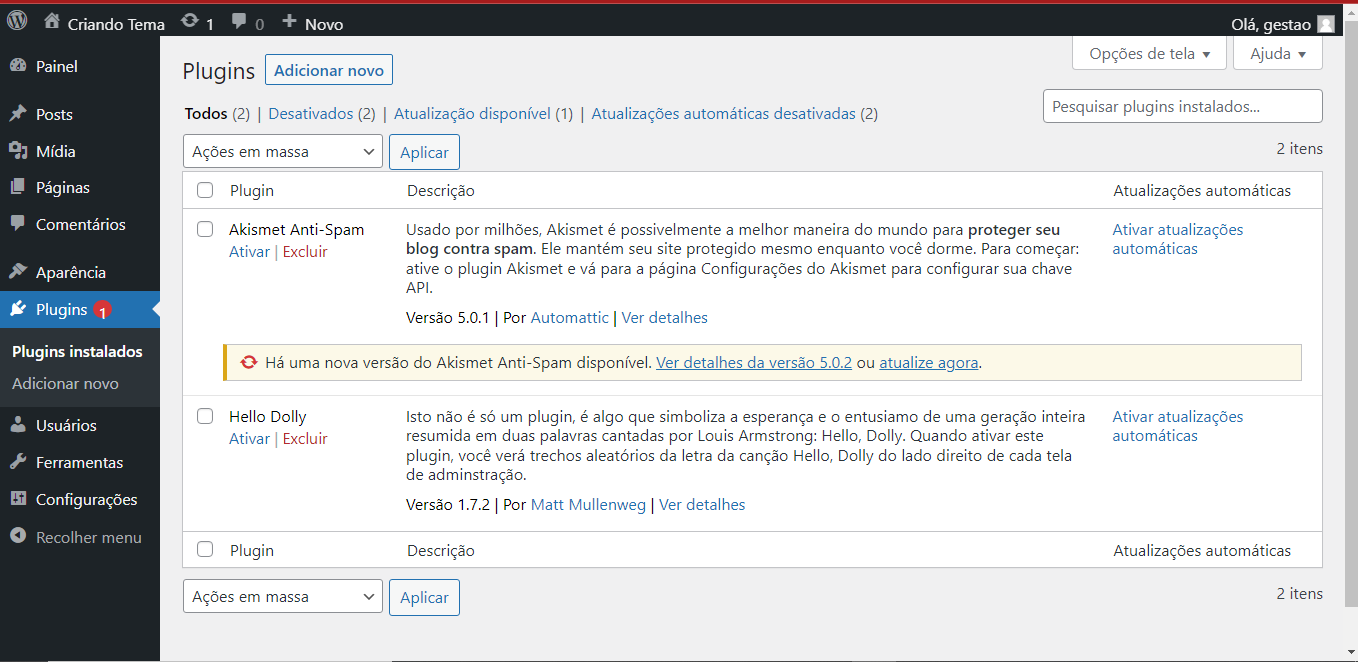 Criando Tema 1 0 Novo Olá, gestao
Painel
Posts
Mídia
Páginas
Comentários
Aparência
Plugins 1
Plugins instalados
Adicionar novo
Usuários
Ferramentas
Configurações
Recolher menu
Opções de tela Ajuda
Plugins Adicionar novo
Todos (2) | Desativados (2) | Atualização disponível (1) | Atualizações automáticas desativadas (2)
Pesquisar plugins instalados...
Ações em massa Aplicar
2 itens
Plugin Descrição Atualizações automáticas
Akismet Anti-Spam
Ativar | Excluir
Usado por milhões, Akismet é possivelmente a melhor maneira do mundo para proteger seu
blog contra spam. Ele mantém seu site protegido mesmo enquanto você dorme. Para começar:
ative o plugin Akismet e vá para a página Configurações do Akismet para configurar sua chave
API.
Versão 5.0.1 | Por Automattic | Ver detalhes
Ativar atualizações
automáticas
Há uma nova versão do Akismet Anti-Spam disponível. Ver detalhes da versão 5.0.2 ou atualize agora.
Hello Dolly
Ativar | Excluir
Isto não é só um plugin, é algo que simboliza a esperança e o entusiamo de uma geração inteira
resumida em duas palavras cantadas por Louis Armstrong: Hello, Dolly. Quando ativar este
plugin, você verá trechos aleatórios da letra da canção Hello, Dolly do lado direito de cada tela
de adminstração.
Versão 1.7.2 | Por Matt Mullenweg | Ver detalhes
Ativar atualizações
automáticas
Plugin Descrição Atualizações automáticas
Ações em massa Aplicar
2 itens